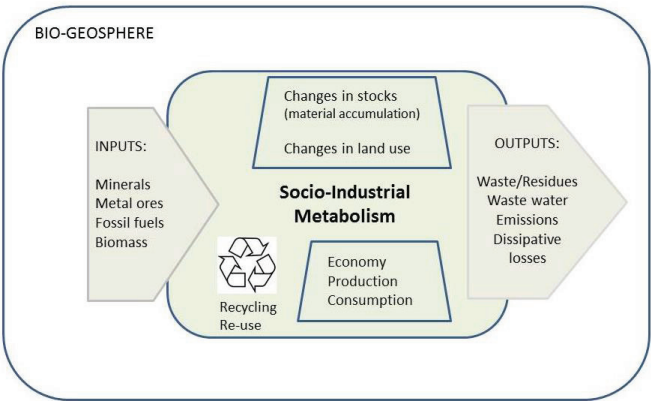 BIO-GEOSPHERE
INPUTS:
Minerals
Metal ores
Fossil fuels
Biomass
Changes in stocks
(material accumulation)
Changes in land use
Socio-Industrial
Metabolism
Recycling
Re-use
Economy
Production
Consumption
OUTPUTS:
Waste/Residues
Waste water
Emissions
Dissipative
losses